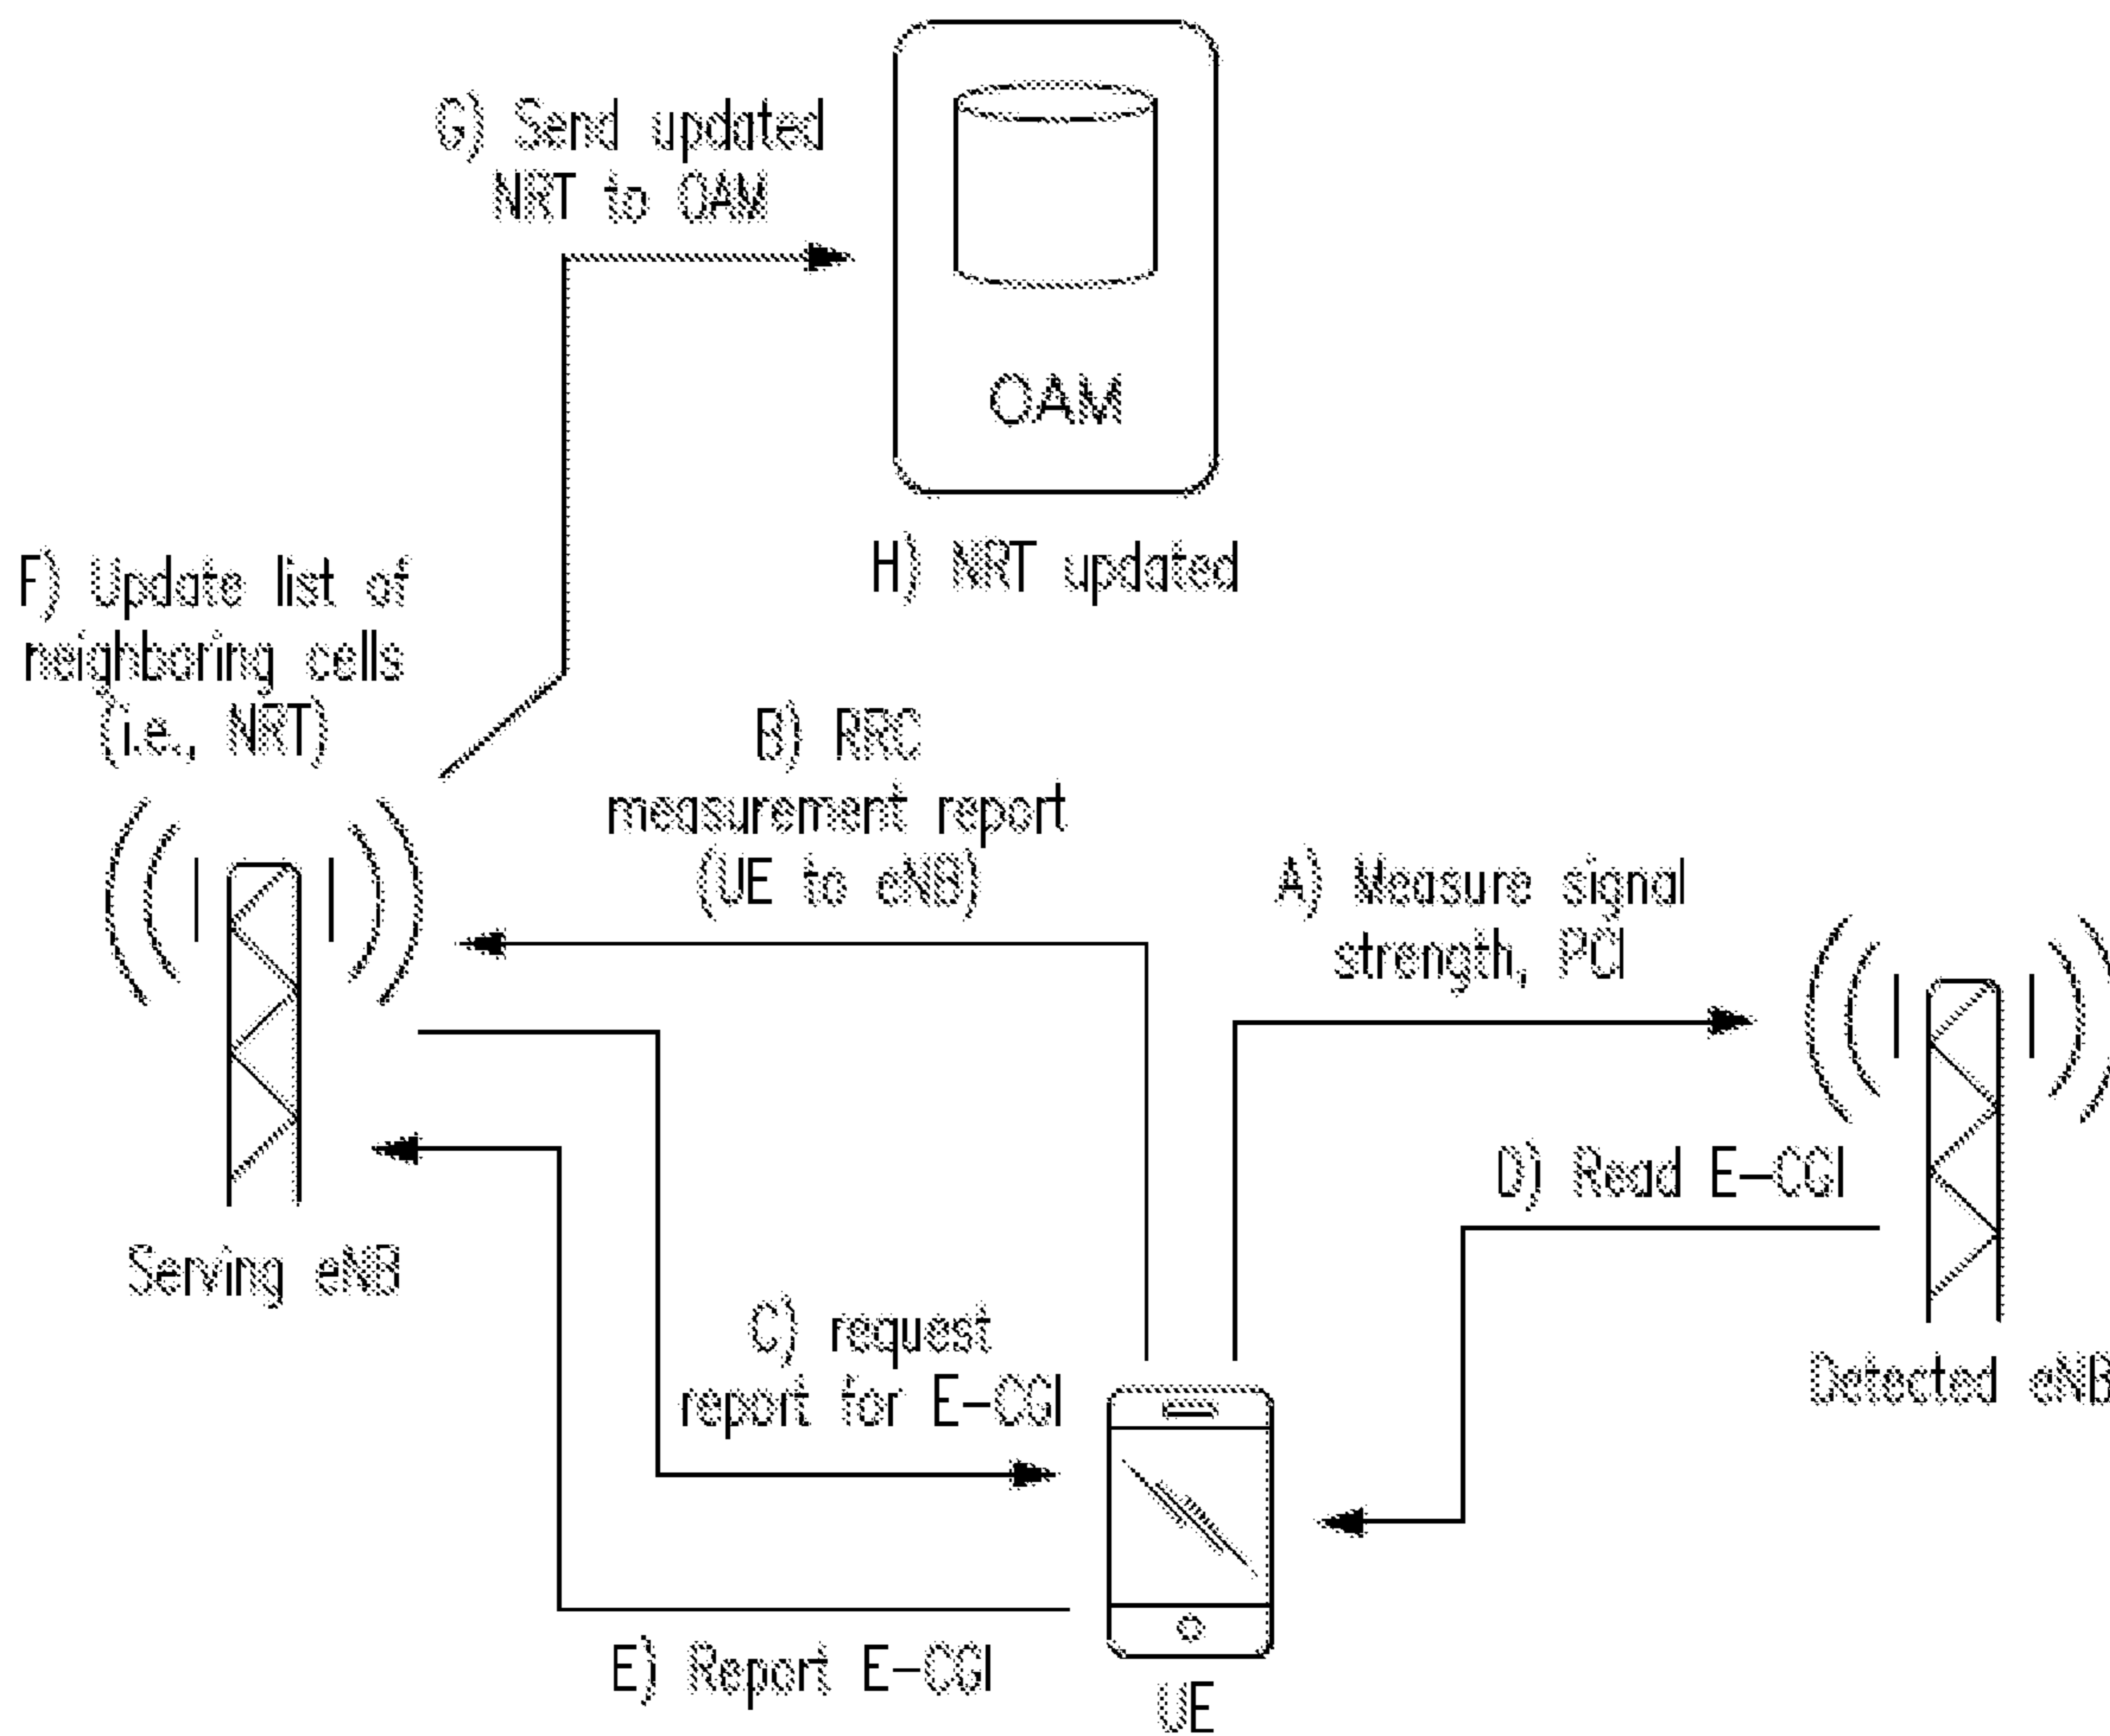 G) Send updated
NRT to OAM
OAM
H) NRT updated
F) Update list of
neighboring cells
(i.e., NRT)
B) RRC
measurement report
(UE to eNB)
A) Measure signal
strength, PCI
D) Read E-CGI
Serving eNB
C) request
report for E-CGI
Detected eNB
E) Report E-CGI
UE